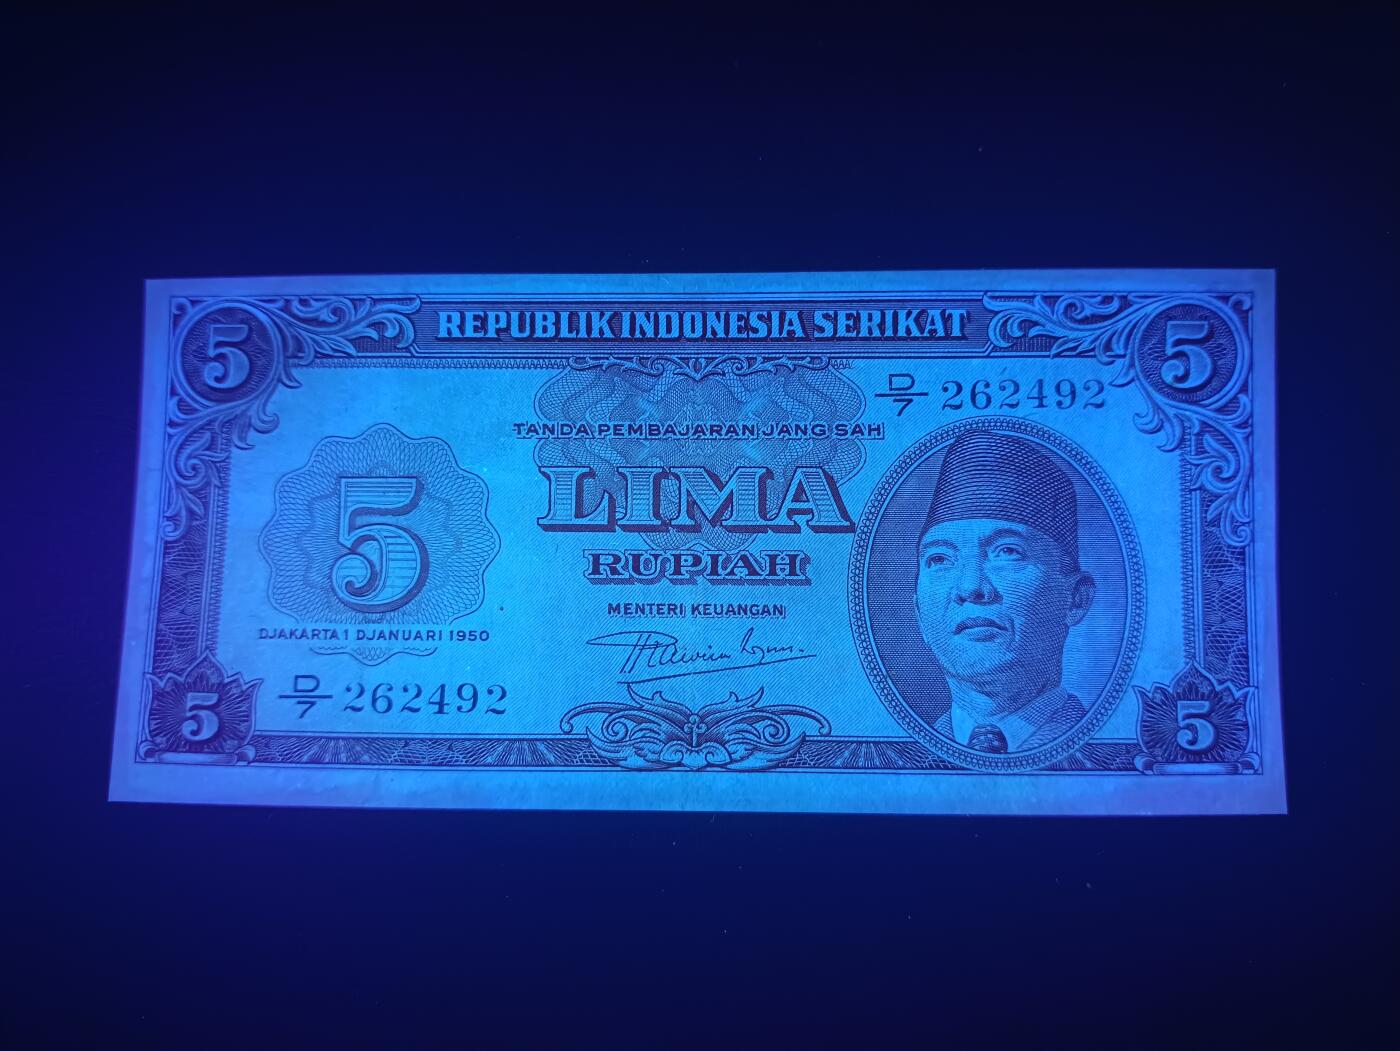 5 REPUBLIK INDONESIA SERIKAT 5
D/7 262492
TANDA PEMBAJARAN JANG SAH
LIMA
5
RUPIAH
MENTERI KEUANGAN
DJAKARTA 1 DJANUARI 1950
D/7 262492
5
5